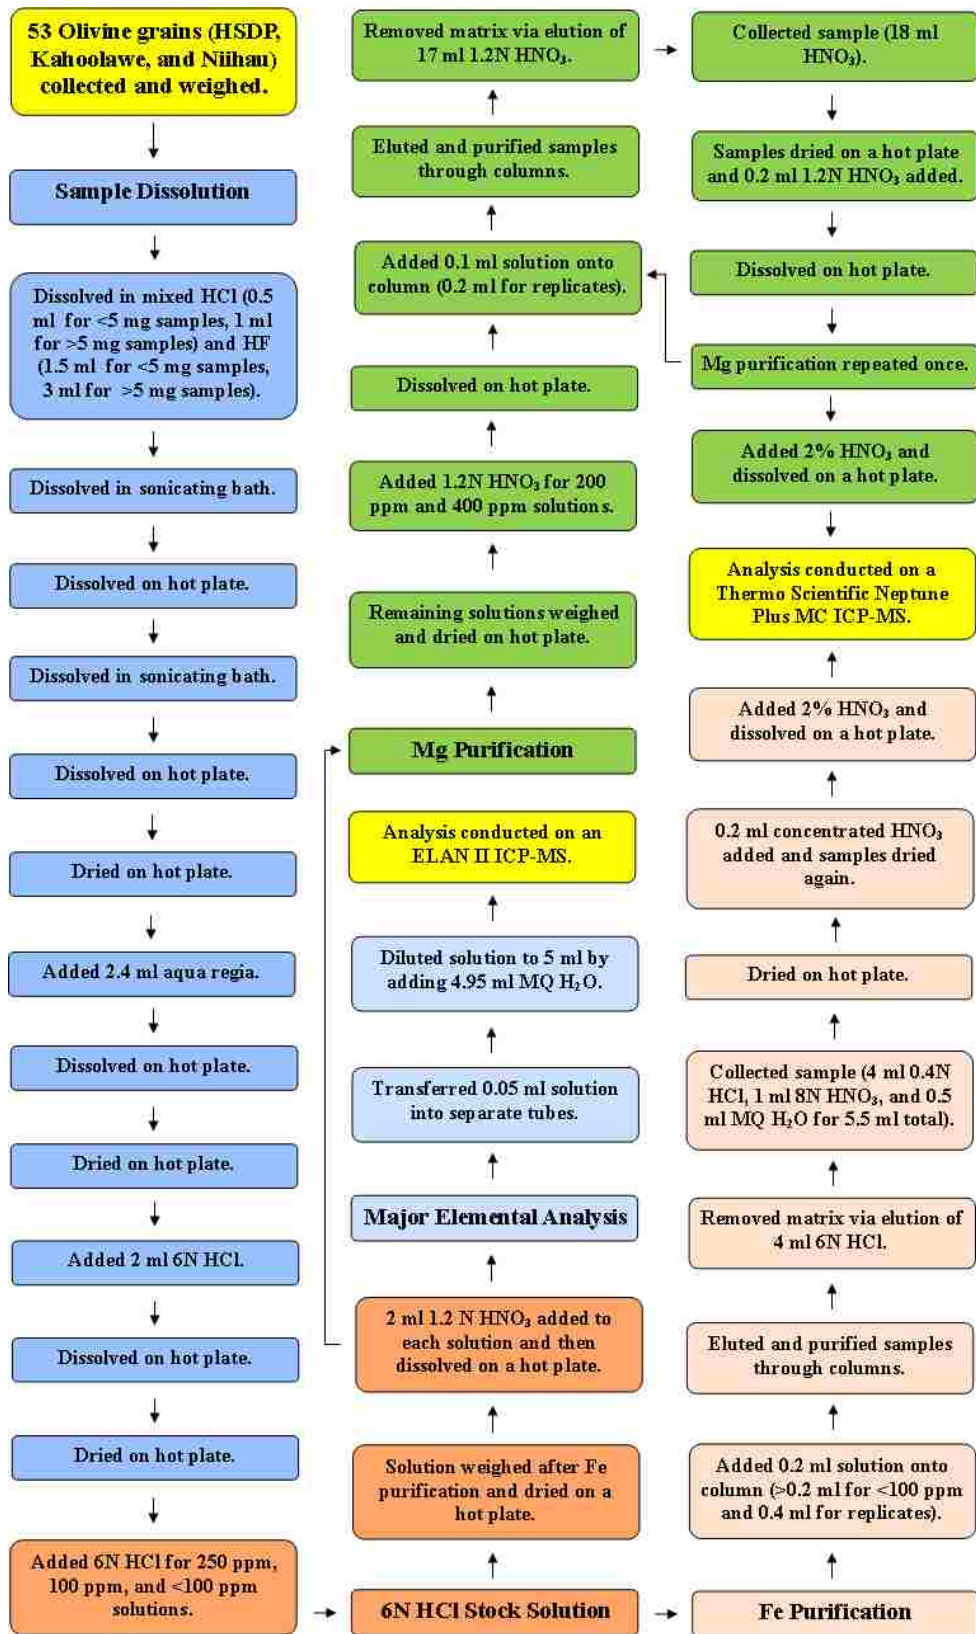 53 Olivine grains (HSDP,
Kahoolawe, and Niihau)
collected and weighed.
Sample Dissolution
Dissolved in mixed HCl (0.5
ml for <5 mg samples, 1 ml
for >5 mg samples) and HF
(1.5 ml for <5 mg samples,
3 ml for >5 mg samples).
Dissolved in sonicating bath.
Dissolved on hot plate.
Dissolved in sonicating bath.
Dissolved on hot plate.
Dried on hot plate.
Added 2.4 ml aqua regia.
Dissolved on hot plate.
Dried on hot plate.
Added 2 ml 6N HCl.
Dissolved on hot plate.
Dried on hot plate.
Added 6N HCl for 250 ppm,
100 ppm, and <100 ppm
solutions.
6N HCl Stock Solution
Solution weighed after Fe
purification and dried on a
hot plate.
2 ml 1.2 N HNO₃ added to
each solution and then
dissolved on a hot plate.
Major Elemental Analysis
Transferred 0.05 ml solution
into separate tubes.
Diluted solution to 5 ml by
adding 4.95 ml MQ H₂O.
Analysis conducted on an
ELAN II ICP-MS.
Mg Purification
Remaining solutions weighed
and dried on hot plate.
Added 1.2N HNO₃ for 200
ppm and 400 ppm solutions.
Dissolved on hot plate.
Added 0.1 ml solution onto
column (0.2 ml for replicates).
Eluted and purified samples
through columns.
Removed matrix via elution of
17 ml 1.2N HNO₃.
Collected sample (18 ml
HNO₃).
Samples dried on a hot plate
and 0.2 ml 1.2N HNO₃ added.
Dissolved on hot plate.
Mg purification repeated once.
Added 2% HNO₃ and
dissolved on a hot plate.
Analysis conducted on a
Thermo Scientific Neptune
Plus MC ICP-MS.
Added 2% HNO₃ and
dissolved on a hot plate.
0.2 ml concentrated HNO₃
added and samples dried
again.
Dried on hot plate.
Collected sample (4 ml 0.4N
HCl, 1 ml 8N HNO₃, and 0.5
ml MQ H₂O for 5.5 ml total).
Removed matrix via elution of
4 ml 6N HCl.
Eluted and purified samples
through columns.
Added 0.2 ml solution onto
column (>0.2 ml for <100 ppm
and 0.4 ml for replicates).
Fe Purification